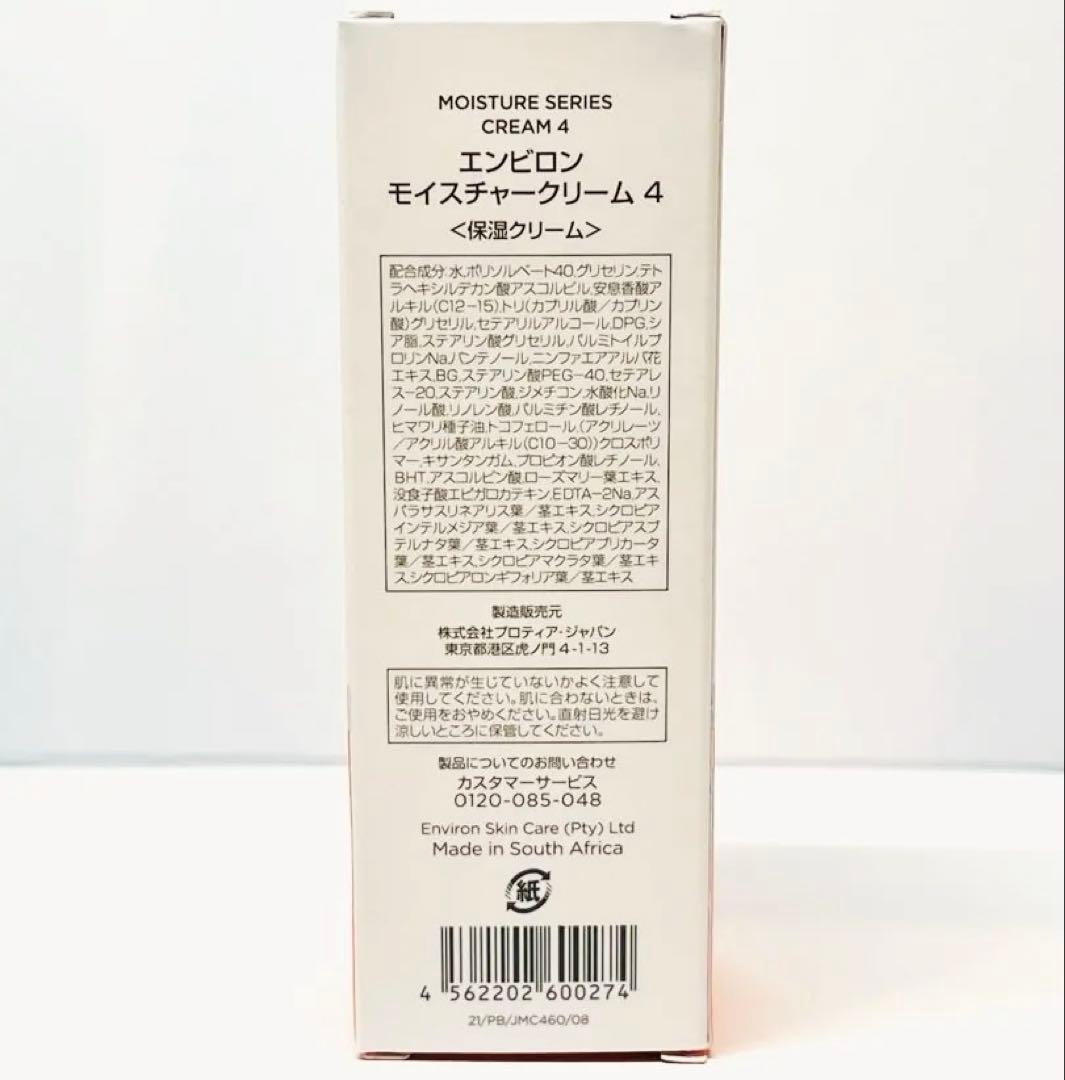 MOISTURE SERIES
CREAM 4
エンビロン
モイスチャークリーム 4
<保湿クリーム>
配合成分:水,ポリソルベート40,グリセリン,テト
ラヘキシルデカン酸アスコルビル,安息香酸ア
ルキル(C12-15),トリ(カプリル酸/カプリン
酸)グリセリル,セテアリルアルコール,DPG,シ
ア脂,ステアリン酸グリセリル,パルミトイルプ
ロリンNa,パンテノール,ニンファエアアルバ花
エキス,BG,ステアリン酸PEG-40,セテアレ
ス-20,ステアリン酸,ジメチコン,水酸化Na,リ
ノール酸,リノレン酸,パルミチン酸レチノール,
ヒマワリ種子油,トコフェロール,(アクリレーツ
/アクリル酸アルキル(C10-30))クロスポリ
マー,キサンタンガム,プロピオン酸レチノール,
BHT,アスコルビン酸,ローズマリー葉エキス,
没食子酸エピガロカテキン,EDTA-2Na,アス
パラサスリネアリス葉/茎エキス,シクロピア
インテルメジア葉/茎エキス,シクロピアスブ
テルナタ葉/茎エキス,シクロピアプリカータ
葉/茎エキス,シクロピアマクラタ葉/茎エキ
ス,シクロピアロンギフォリア葉/茎エキス
製造販売元
株式会社プロティア・ジャパン
東京都港区虎ノ門 4-1-13
肌に異常が生じていないかよく注意して
使用してください。肌に合わないときは、
ご使用をおやめください。直射日光を避け
涼しいところに保管してください。
製品についてのお問い合わせ
カスタマーサービス
0120-085-048
Environ Skin Care (Pty) Ltd
Made in South Africa
紙
4 562202 600274
21/PB/JMC460/08